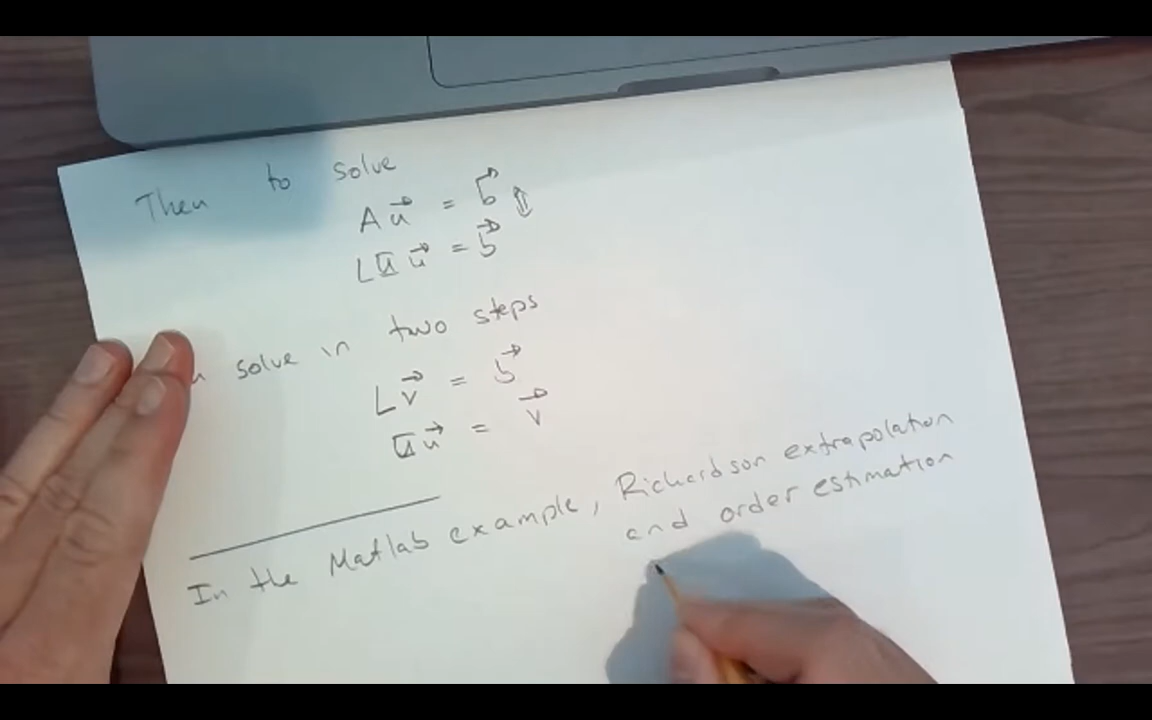 Then to solve
A u⃗ = b⃗ ⇕
L U u⃗ = b⃗
solve in two steps
L v⃗ = b⃗
U u⃗ = v⃗
In the Matlab example, Richardson extrapolation
and order estimation